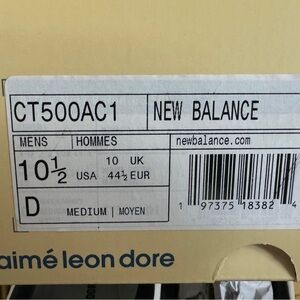 CT500AC1 NEW BALANCE
MENS HOMMES newbalance.com
10½ 10 UK
USA 44½ EUR
D MEDIUM | MOYEN
1 97375 18382 4
aimé leon dore